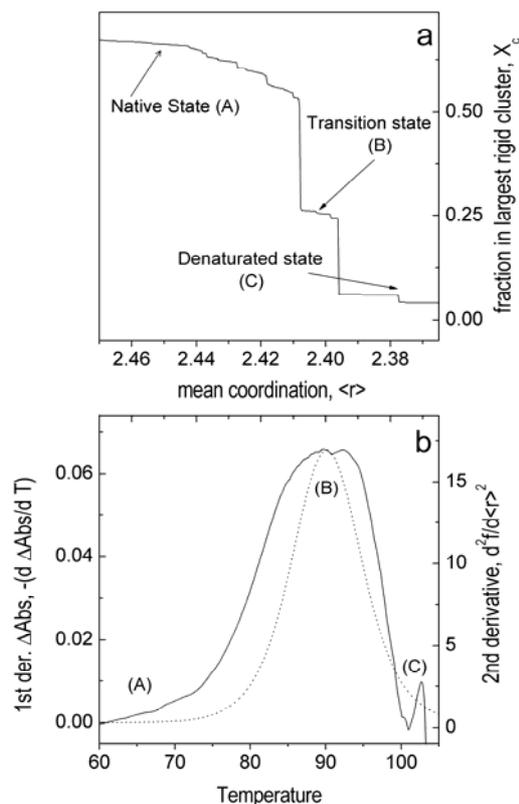 a
Native State (A)
Transition state
(B)
Denaturated state
(C)
0.50
0.25
0.00
fraction in largest rigid cluster, X_c
2.46 2.44 2.42 2.40 2.38
mean coordination, <r>
b
0.06
0.04
0.02
0.00
1st der. ΔAbs, -(d ΔAbs/d T)
(A)
(B)
(C)
15
10
5
0
2nd derivative, d²f/d<r>²
60 70 80 90 100
Temperature